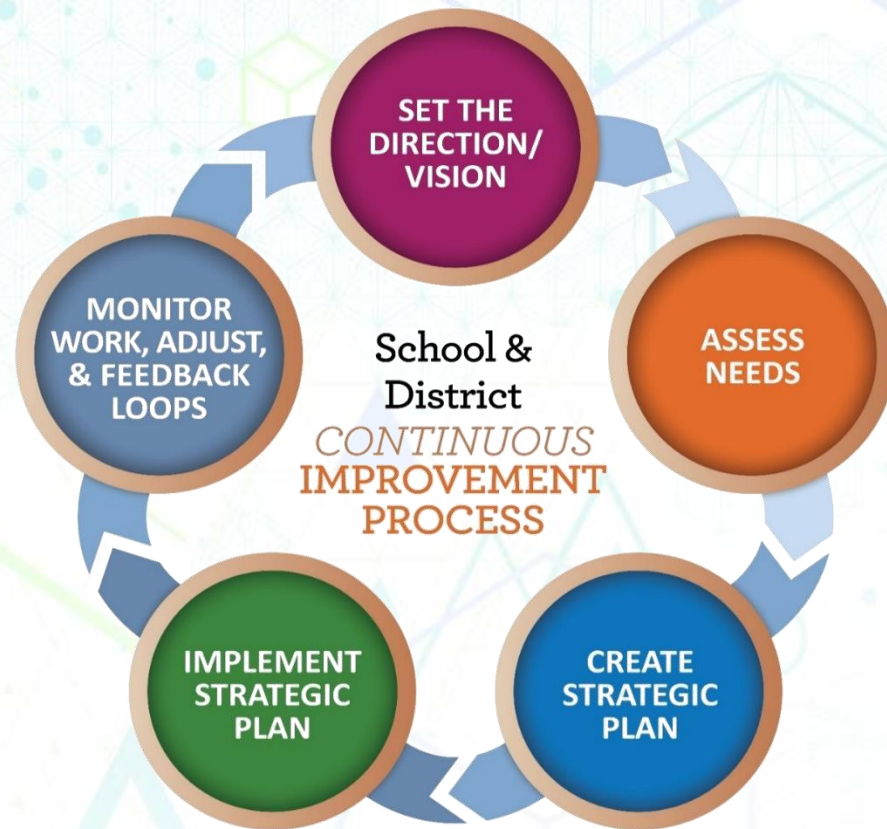 SET THE
DIRECTION/
VISION
ASSESS
NEEDS
CREATE
STRATEGIC
PLAN
IMPLEMENT
STRATEGIC
PLAN
MONITOR
WORK, ADJUST,
& FEEDBACK
LOOPS
School &
District
CONTINUOUS
IMPROVEMENT
PROCESS